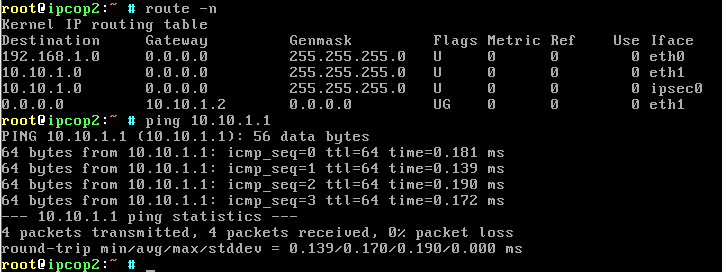 root@ipcop2:~ # route -n
Kernel IP routing table
Destination     Gateway         Genmask         Flags Metric Ref    Use Iface
192.168.1.0     0.0.0.0         255.255.255.0   U     0      0        0 eth0
10.10.1.0       0.0.0.0         255.255.255.0   U     0      0        0 eth1
10.10.1.0       0.0.0.0         255.255.255.0   U     0      0        0 ipsec0
0.0.0.0         10.10.1.2       0.0.0.0         UG    0      0        0 eth1
root@ipcop2:~ # ping 10.10.1.1
PING 10.10.1.1 (10.10.1.1): 56 data bytes
64 bytes from 10.10.1.1: icmp_seq=0 ttl=64 time=0.181 ms
64 bytes from 10.10.1.1: icmp_seq=1 ttl=64 time=0.139 ms
64 bytes from 10.10.1.1: icmp_seq=2 ttl=64 time=0.190 ms
64 bytes from 10.10.1.1: icmp_seq=3 ttl=64 time=0.172 ms
--- 10.10.1.1 ping statistics ---
4 packets transmitted, 4 packets received, 0% packet loss
round-trip min/avg/max/stddev = 0.139/0.170/0.190/0.000 ms
root@ipcop2:~ # _